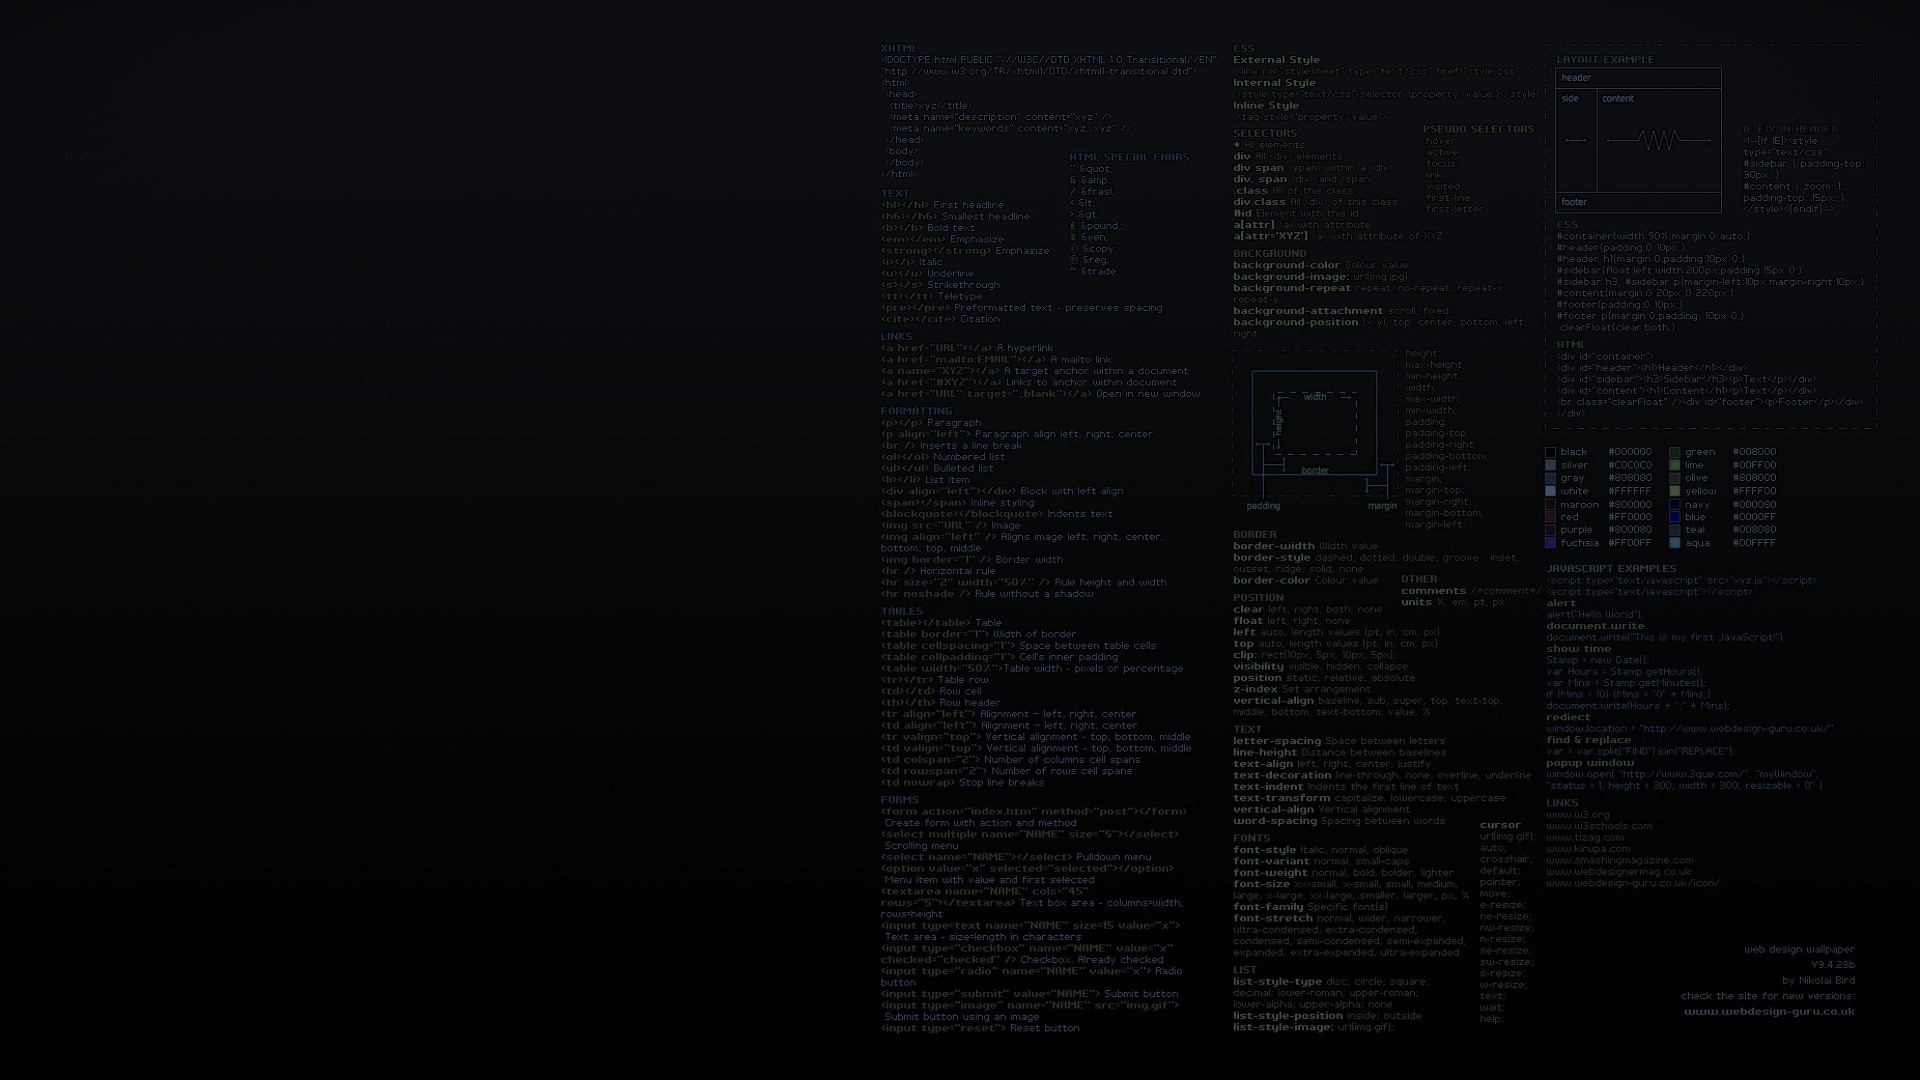 XHTML
<!DOCTYPE html PUBLIC "-//W3C//DTD XHTML 1.0 Transitional//EN"
"http://www.w3.org/TR/xhtml1/DTD/xhtml1-transitional.dtd">
<html>
<head>
<title>xyz</title>
<meta name="description" content="xyz" />
<meta name="keywords" content="xyz, xyz" />
</head>
<body>
</body>
</html>
HTML SPECIAL CHARS
" &quot;
& &amp;
/ &frasl;
< &lt;
> &gt;
£ &pound;
¥ &yen;
© &copy;
® &reg;
™ &trade;
TEXT
<h1></h1> First headline
<h6></h6> Smallest headline
<b></b> Bold text
<em></em> Emphasize
<strong></strong> Emphasize
<i></i> Italic
<u></u> Underline
<s></s> Strikethrough
<tt></tt> Teletype
<pre></pre> Preformatted text - preserves spacing
<cite></cite> Citation
LINKS
<a href="URL"></a> A hyperlink
<a href="mailto:EMAIL"></a> A mailto link
<a name="XYZ"></a> A target anchor within a document
<a href="#XYZ"></a> Links to anchor within document
<a href="URL" target="_blank"></a> Open in new window
FORMATTING
<p></p> Paragraph
<p align="left"> Paragraph align left, right, center
<br /> Inserts a line break
<ol></ol> Numbered list
<ul></ul> Bulleted list
<li></li> List item
<div align="left"></div> Block with left align
<span></span> Inline styling
<blockquote></blockquote> Indents text
<img src="URL" /> Image
<img align="left" /> Aligns image left, right, center,
bottom, top, middle
<img border="1" /> Border width
<hr /> Horizontal rule
<hr size="2" width="50%" /> Rule height and width
<hr noshade /> Rule without a shadow
TABLES
<table></table> Table
<table border="1"> Width of border
<table cellspacing="1"> Space between table cells
<table cellpadding="1"> Cell's inner padding
<table width="50%">Table width - pixels or percentage
<tr></tr> Table row
<td></td> Row cell
<th></th> Row header
<tr align="left"> Alignment - left, right, center
<td align="left"> Alignment - left, right, center
<tr valign="top"> Vertical alignment - top, bottom, middle
<td valign="top"> Vertical alignment - top, bottom, middle
<td colspan="2"> Number of columns cell spans
<td rowspan="2"> Number of rows cell spans
<td nowrap> Stop line breaks
FORMS
<form action="index.htm" method="post"></form>
Create form with action and method
<select multiple name="NAME" size="5"></select>
Scrolling menu
<select name="NAME"></select> Pulldown menu
<option value="x" selected="selected"></option>
Menu item with value and first selected
<textarea name="NAME" cols="45"
rows="5"></textarea> Text box area - columns=width,
rows=height
<input type=text name="NAME" size=15 value="x">
Text area - size=length in characters
<input type="checkbox" name="NAME" value="x"
checked="checked" /> Checkbox. Already checked
<input type="radio" name="NAME" value="x"> Radio
button
<input type="submit" value="NAME"> Submit button
<input type="image" name="NAME" src="img.gif">
Submit button using an image
<input type="reset"> Reset button
CSS
External Style
<link rel="stylesheet" type="text/css" href="style.css" />
Internal Style
<style type="text/css">selector {property: value;}</style>
Inline Style
<tag style="property: value">
SELECTORS
* All elements
div All <div> elements
div span <span> within a <div>
div, span <div> and <span>
.class All of this class
div.class All <div> of this class
#id Element with this id
a[attr] <a> with attribute
a[attr='XYZ'] <a> with attribute of XYZ
PSEUDO SELECTORS
:hover
:active
:focus
:link
:visited
:first-line
:first-letter
BACKGROUND
background-color Colour value
background-image: url(img.jpg);
background-repeat repeat, no-repeat, repeat-x
repeat-y
background-attachment scroll, fixed
background-position (x y), top, center, bottom, left,
right
width
height
border
padding
margin
height;
max-height;
min-height;
width;
max-width;
min-width;
padding;
padding-top;
padding-right;
padding-bottom;
padding-left;
margin;
margin-top;
margin-right;
margin-bottom;
margin-left;
BORDER
border-width Width value
border-style dashed, dotted, double, groove, inset,
outset, ridge, solid, none
border-color Colour value
OTHER
comments /*comment*/
units %, em, pt, px
POSITION
clear left, right, both, none
float left, right, none
left auto, length values (pt, in, cm, px)
top auto, length values (pt, in, cm, px)
clip: rect(10px, 5px, 10px, 5px);
visibility visible, hidden, collapse
position static, relative, absolute
z-index Set arrangement
vertical-align baseline, sub, super, top, text-top,
middle, bottom, text-bottom, value, %
TEXT
letter-spacing Space between letters
line-height Distance between baselines
text-align left, right, center, justify
text-decoration line-through, none, overline, underline
text-indent Indents the first line of text
text-transform capitalize, lowercase, uppercase
vertical-align Vertical alignment
word-spacing Spacing between words
FONTS
font-style Italic, normal, oblique
font-variant normal, small-caps
font-weight normal, bold, bolder, lighter
font-size xx-small, x-small, small, medium,
large, x-large, xx-large, smaller, larger, px, %
font-family Specific font(s)
font-stretch normal, wider, narrower,
ultra-condensed, extra-condensed,
condensed, semi-condensed, semi-expanded,
expanded, extra-expanded, ultra-expanded
LIST
list-style-type disc; circle; square;
decimal; lower-roman; upper-roman;
lower-alpha; upper-alpha; none
list-style-position inside; outside
list-style-image: url(img.gif);
cursor
url(img.gif);
auto;
crosshair;
default;
pointer;
move;
e-resize;
ne-resize;
nw-resize;
n-resize;
se-resize;
sw-resize;
s-resize;
w-resize;
text;
wait;
help;
LAYOUT EXAMPLE
header
side
content
footer
IE FIX IN HEADER
<!--[if IE]><style
type="text/css">
#sidebar { padding-top:
30px; }
#content { zoom: 1;
padding-top: 15px; }
</style><![endif]-->
CSS
#container{width:90%;margin:0 auto;}
#header{padding:0 10px;}
#header h1{margin:0;padding:10px 0;}
#sidebar{float:left;width:200px;padding:15px 0;}
#sidebar h3, #sidebar p{margin-left:10px;margin-right:10px;}
#content{margin:0 20px 0 220px;}
#footer{padding:0 10px;}
#footer p{margin:0;padding: 10px 0;}
.clearFloat{clear:both;}
HTML
<div id="container">
<div id="header"><h1>Header</h1></div>
<div id="sidebar"><h3>Sidebar</h3><p>Text</p></div>
<div id="content"><h1>Content</h1><p>Text</p></div>
<br class="clearFloat" /><div id="footer"><p>Footer</p></div>
</div>
black #000000 green #008000
silver #C0C0C0 lime #00FF00
gray #808080 olive #808000
white #FFFFFF yellow #FFFF00
maroon #800000 navy #000080
red #FF0000 blue #0000FF
purple #800080 teal #008080
fuchsia #FF00FF aqua #00FFFF
JAVASCRIPT EXAMPLES
<script type="text/javascript" src="xyz.js"></script>
<script type="text/javascript"></script>
alert
alert("Hello World");
document.write
document.write("This is my first JavaScript!");
show time
Stamp = new Date();
var Hours = Stamp.getHours();
var Mins = Stamp.getMinutes();
if (Mins < 10) {Mins = "0" + Mins;}
document.write(Hours + ":" + Mins);
rediect
window.location = "http://www.webdesign-guru.co.uk/"
find & replace
var = var.split("FIND").join("REPLACE");
popup window
window.open( "http://www.3que.com/", "myWindow",
"status = 1, height = 300, width = 300, resizable = 0" )
LINKS
www.w3.org
www.w3schools.com
www.tizag.com
www.kirupa.com
www.smashingmagazine.com
www.webdesignermag.co.uk
www.webdesign-guru.co.uk/icon/
web design wallpaper
V9.4.28b
by Nikolai Bird
check the site for new versions:
www.webdesign-guru.co.uk